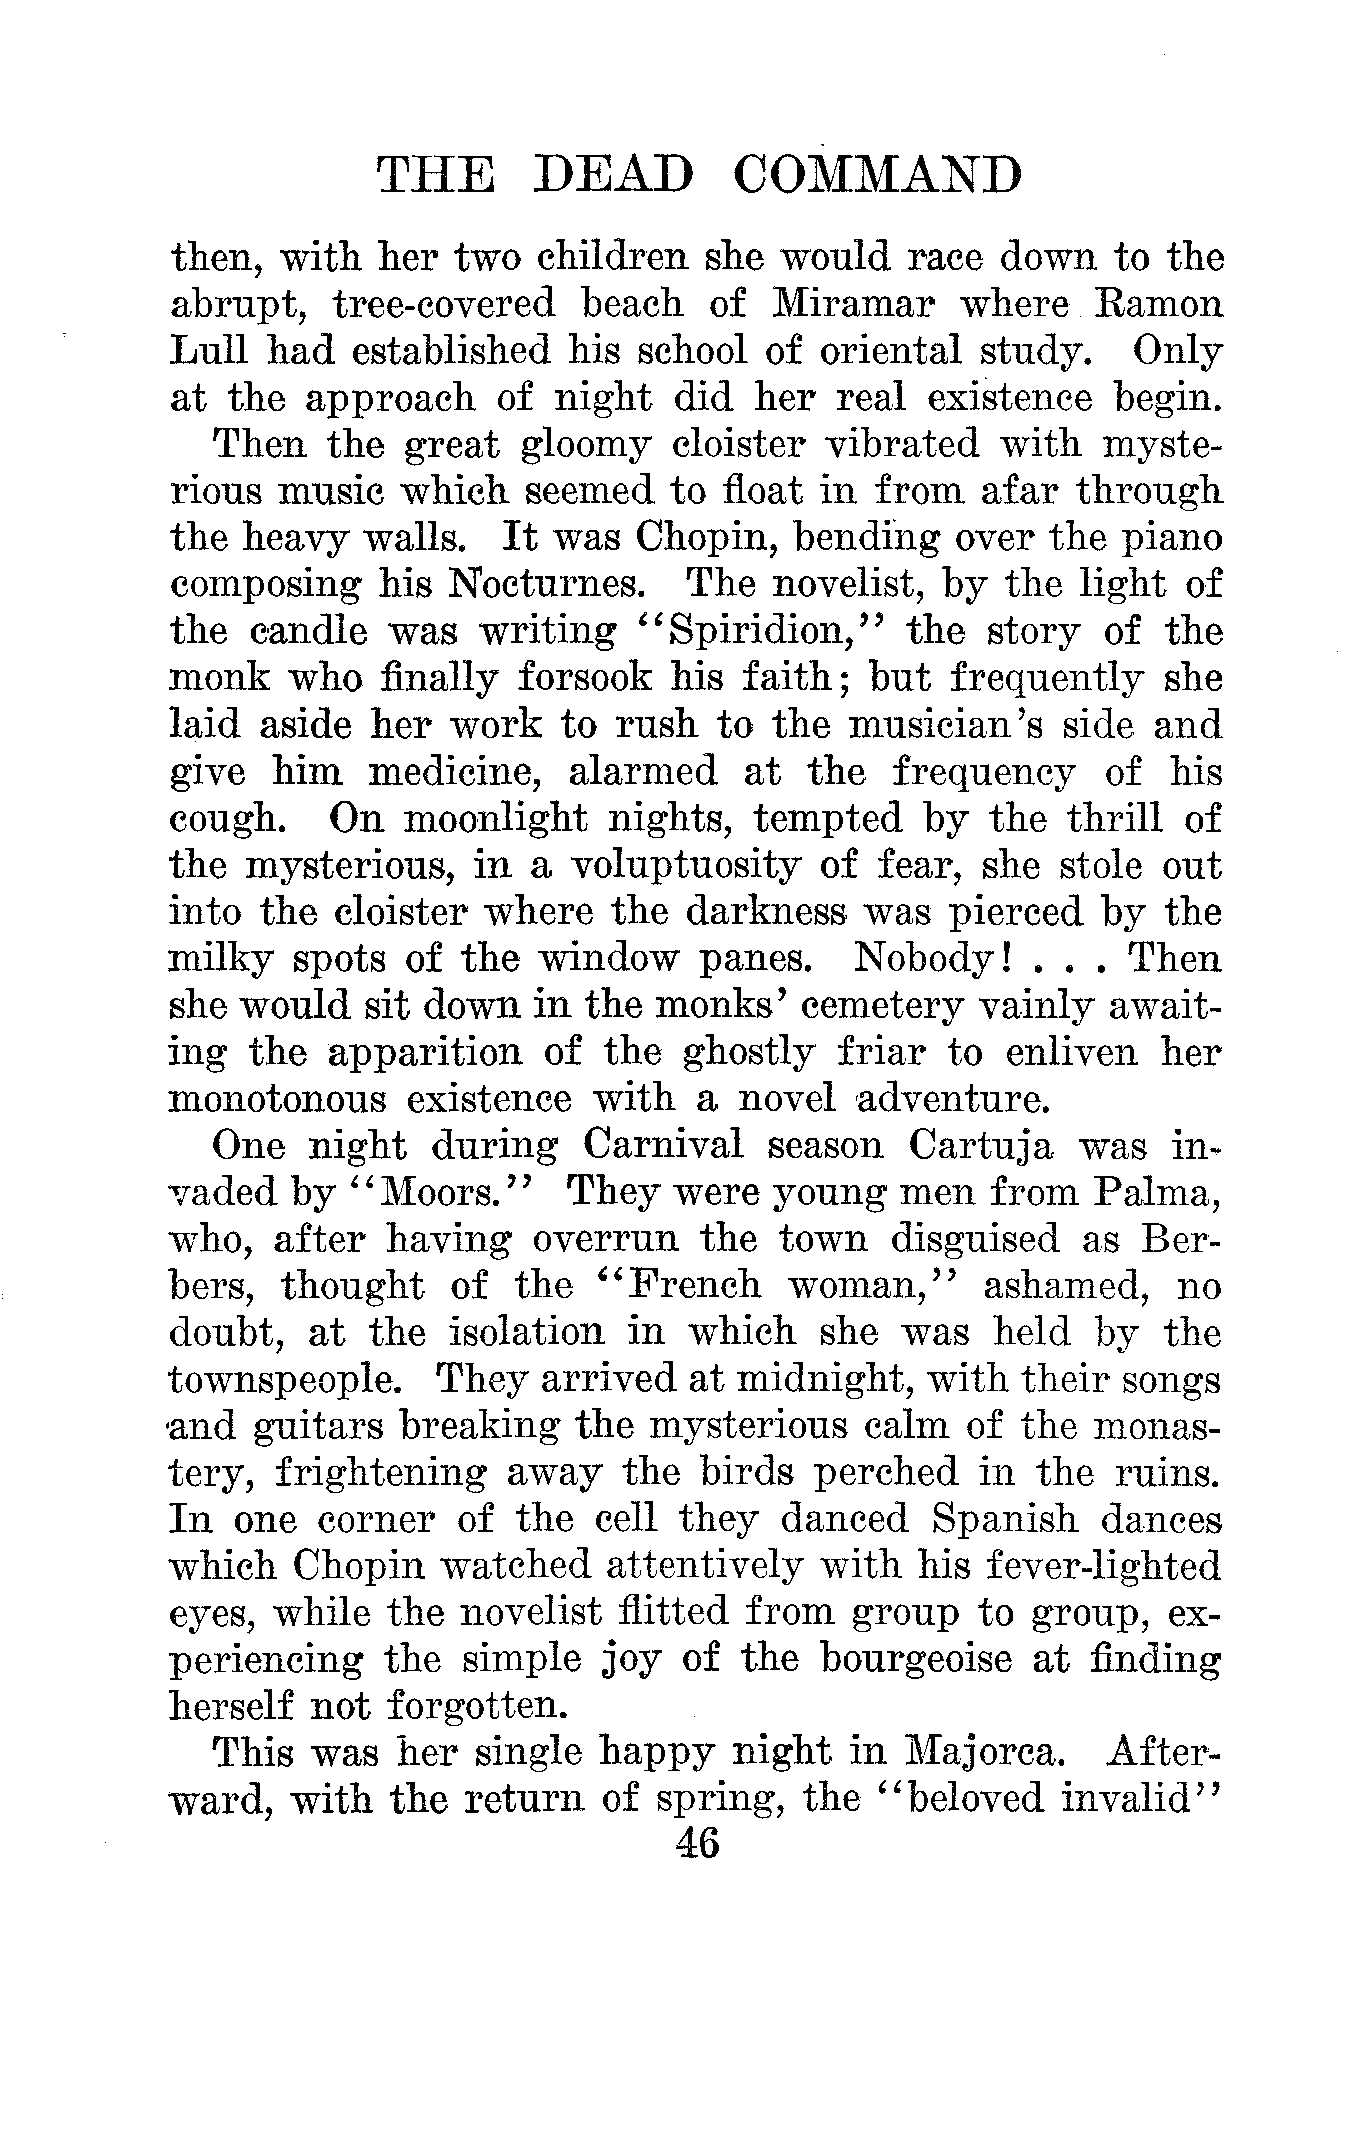 THE DEAD COMMAND
then, with her two children she would race down to the
abrupt, tree-covered beach of Miramar where Ramon
Lull had established his school of oriental study. Only
at the approach of night did her real existence begin.
Then the great gloomy cloister vibrated with myste-
rious music which seemed to float in from afar through
the heavy walls. It was Chopin, bending over the piano
composing his Nocturnes. The novelist, by the light of
the candle was writing "Spiridion," the story of the
monk who finally forsook his faith; but frequently she
laid aside her work to rush to the musician's side and
give him medicine, alarmed at the frequency of his
cough. On moonlight nights, tempted by the thrill of
the mysterious, in a voluptuosity of fear, she stole out
into the cloister where the darkness was pierced by the
milky spots of the window panes. Nobody! . . . Then
she would sit down in the monks' cemetery vainly await-
ing the apparition of the ghostly friar to enliven her
monotonous existence with a novel adventure.
One night during Carnival season Cartuja was in-
vaded by "Moors." They were young men from Palma,
who, after having overrun the town disguised as Ber-
bers, thought of the "French woman," ashamed, no
doubt, at the isolation in which she was held by the
townspeople. They arrived at midnight, with their songs
and guitars breaking the mysterious calm of the monas-
tery, frightening away the birds perched in the ruins.
In one corner of the cell they danced Spanish dances
which Chopin watched attentively with his fever-lighted
eyes, while the novelist flitted from group to group, ex-
periencing the simple joy of the bourgeoise at finding
herself not forgotten.
This was her single happy night in Majorca. After-
ward, with the return of spring, the "beloved invalid"
46